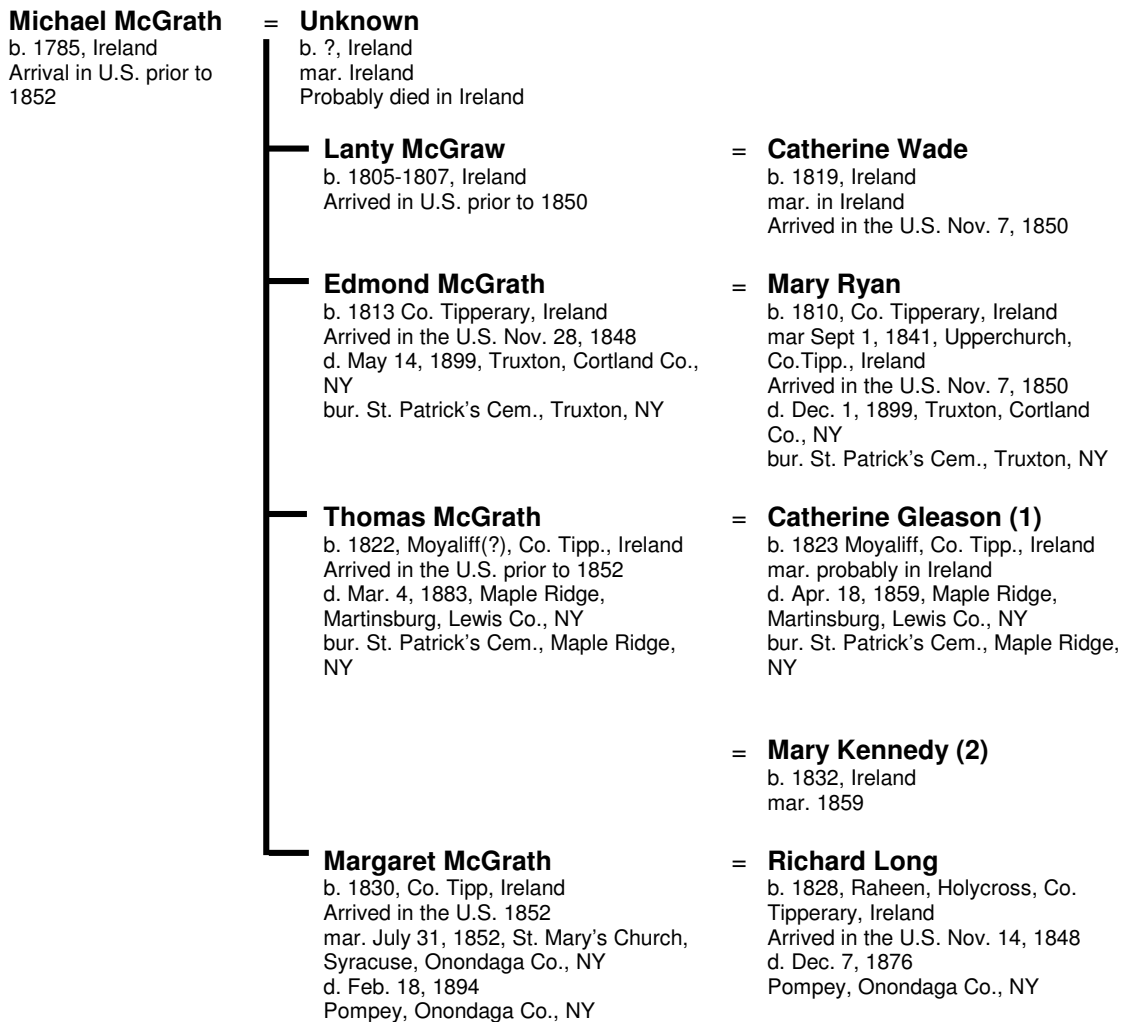 Michael McGrath = Unknown
b. 1785, Ireland
Arrival in U.S. prior to
1852
b. ?, Ireland
mar. Ireland
Probably died in Ireland
Lanty McGraw
b. 1805-1807, Ireland
Arrived in U.S. prior to 1850
= Catherine Wade
b. 1819, Ireland
mar. in Ireland
Arrived in the U.S. Nov. 7, 1850
Edmond McGrath
b. 1813 Co. Tipperary, Ireland
Arrived in the U.S. Nov. 28, 1848
d. May 14, 1899, Truxton, Cortland Co.,
NY
bur. St. Patrick's Cem., Truxton, NY
= Mary Ryan
b. 1810, Co. Tipperary, Ireland
mar Sept 1, 1841, Upperchurch,
Co.Tipp., Ireland
Arrived in the U.S. Nov. 7, 1850
d. Dec. 1, 1899, Truxton, Cortland
Co., NY
bur. St. Patrick's Cem., Truxton, NY
Thomas McGrath
b. 1822, Moyaliff(?), Co. Tipp., Ireland
Arrived in the U.S. prior to 1852
d. Mar. 4, 1883, Maple Ridge,
Martinsburg, Lewis Co., NY
bur. St. Patrick's Cem., Maple Ridge,
NY
= Catherine Gleason (1)
b. 1823 Moyaliff, Co. Tipp., Ireland
mar. probably in Ireland
d. Apr. 18, 1859, Maple Ridge,
Martinsburg, Lewis Co., NY
bur. St. Patrick's Cem., Maple Ridge,
NY
= Mary Kennedy (2)
b. 1832, Ireland
mar. 1859
Margaret McGrath
b. 1830, Co. Tipp, Ireland
Arrived in the U.S. 1852
mar. July 31, 1852, St. Mary's Church,
Syracuse, Onondaga Co., NY
d. Feb. 18, 1894
Pompey, Onondaga Co., NY
= Richard Long
b. 1828, Raheen, Holycross, Co.
Tipperary, Ireland
Arrived in the U.S. Nov. 14, 1848
d. Dec. 7, 1876
Pompey, Onondaga Co., NY